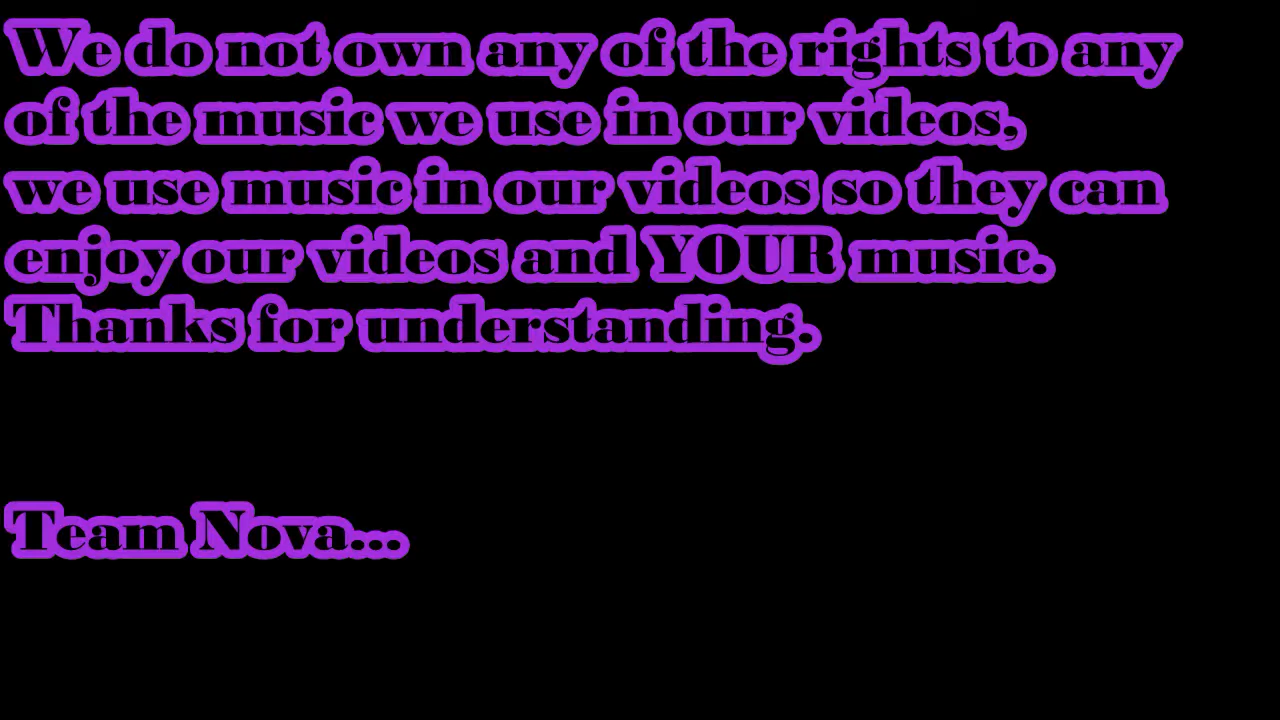 We do not own any of the rights to any
of the music we use in our videos,
we use music in our videos so they can
enjoy our videos and YOUR music.
Thanks for understanding.
Team Nova...